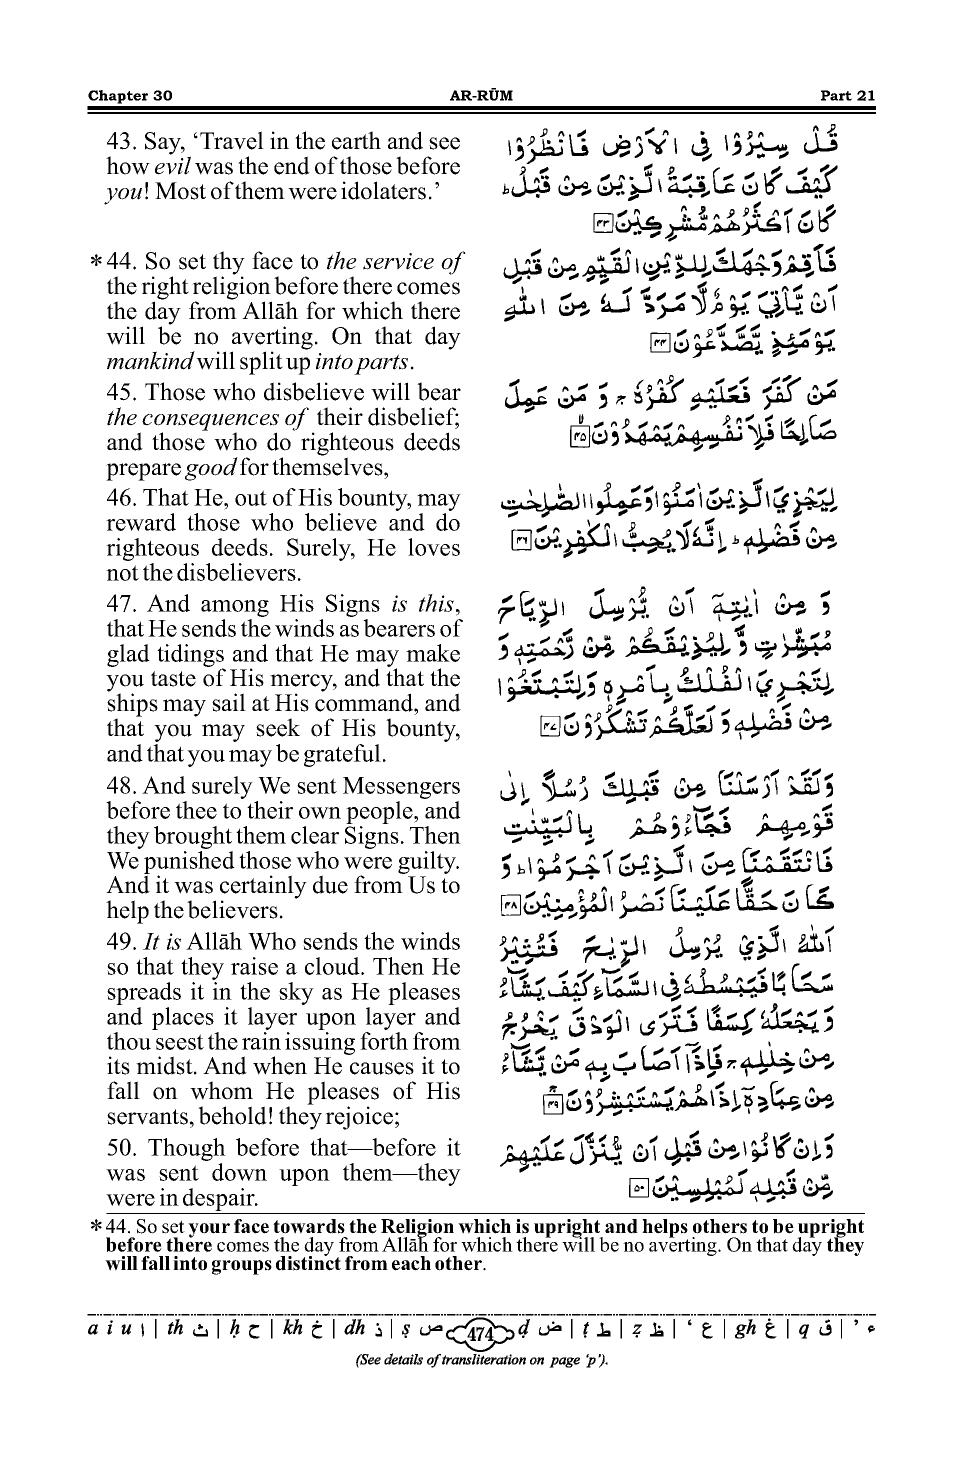 Chapter 30 AR-RŪM Part 21
43. Say, ‘Travel in the earth and see
how evil was the end of those before
you! Most of them were idolaters.’
قُلْ سِيْرُوْا فِي الْاَرْضِ فَانْظُرُوْا
كَيْفَ كَانَ عَاقِبَةُ الَّذِيْنَ مِنْ قَبْلُ ؕ
كَانَ اَكْثَرُهُمْ مُّشْرِكِيْنَ ۴۳
* 44. So set thy face to the service of
the right religion before there comes
the day from Allāh for which there
will be no averting. On that day
mankind will split up into parts.
فَاَقِمْ وَجْهَكَ لِلدِّيْنِ الْقَيِّمِ مِنْ قَبْلِ
اَنْ يَّاْتِيَ يَوْمٌ لَّا مَرَدَّ لَهٗ مِنَ اللّٰهِ
يَوْمَئِذٍ يَّصَّدَّعُوْنَ ۴۴
45. Those who disbelieve will bear
the consequences of their disbelief;
and those who do righteous deeds
prepare good for themselves,
مَنْ كَفَرَ فَعَلَيْهِ كُفْرُهٗ ۚ وَ مَنْ عَمِلَ
صَالِحًا فَلِاَنْفُسِهِمْ يَمْهَدُوْنَ ۙ ۴۵
46. That He, out of His bounty, may
reward those who believe and do
righteous deeds. Surely, He loves
not the disbelievers.
لِيَجْزِيَ الَّذِيْنَ اٰمَنُوْا وَ عَمِلُوا الصّٰلِحٰتِ
مِنْ فَضْلِهٖ ؕ اِنَّهٗ لَا يُحِبُّ الْكٰفِرِيْنَ ۴۶
47. And among His Signs is this,
that He sends the winds as bearers of
glad tidings and that He may make
you taste of His mercy, and that the
ships may sail at His command, and
that you may seek of His bounty,
and that you may be grateful.
وَ مِنْ اٰيٰتِهٖۤ اَنْ يُّرْسِلَ الرِّيَاحَ
مُبَشِّرٰتٍ وَّ لِيُذِيْقَكُمْ مِّنْ رَّحْمَتِهٖ وَ
لِتَجْرِيَ الْفُلْكُ بِاَمْرِهٖ وَ لِتَبْتَغُوْا
مِنْ فَضْلِهٖ وَ لَعَلَّكُمْ تَشْكُرُوْنَ ۴۷
48. And surely We sent Messengers
before thee to their own people, and
they brought them clear Signs. Then
We punished those who were guilty.
And it was certainly due from Us to
help the believers.
وَ لَقَدْ اَرْسَلْنَا مِنْ قَبْلِكَ رُسُلًا اِلٰى
قَوْمِهِمْ فَجَآءُوْهُمْ بِالْبَيِّنٰتِ
فَانْتَقَمْنَا مِنَ الَّذِيْنَ اَجْرَمُوْا ؕ وَ
كَانَ حَقًّا عَلَيْنَا نَصْرُ الْمُؤْمِنِيْنَ ۴۸
49. It is Allāh Who sends the winds
so that they raise a cloud. Then He
spreads it in the sky as He pleases
and places it layer upon layer and
thou seest the rain issuing forth from
its midst. And when He causes it to
fall on whom He pleases of His
servants, behold! they rejoice;
اَللّٰهُ الَّذِيْ يُرْسِلُ الرِّيٰحَ فَتُثِيْرُ
سَحَابًا فَيَبْسُطُهٗ فِي السَّمَآءِ كَيْفَ يَشَآءُ
وَ يَجْعَلُهٗ كِسَفًا فَتَرَى الْوَدْقَ يَخْرُجُ
مِنْ خِلٰلِهٖ ۚ فَاِذَاۤ اَصَابَ بِهٖ مَنْ يَّشَآءُ
مِنْ عِبَادِهٖۤ اِذَا هُمْ يَسْتَبْشِرُوْنَ ۚ ۴۹
50. Though before that—before it
was sent down upon them—they
were in despair.
وَ اِنْ كَانُوْا مِنْ قَبْلِ اَنْ يُّنَزَّلَ عَلَيْهِمْ
مِّنْ قَبْلِهٖ لَمُبْلِسِيْنَ ۵۰
* 44. So set your face towards the Religion which is upright and helps others to be upright
before there comes the day from Allāh for which there will be no averting. On that day they
will fall into groups distinct from each other.
a i u ا | th ث | ḥ ح | kh خ | dh ذ | ṣ ص 474 ḍ ض | ṭ ط | ẓ ظ | ‘ ع | gh غ | q ق | ’ ء
(See details of transliteration on page ‘p’).